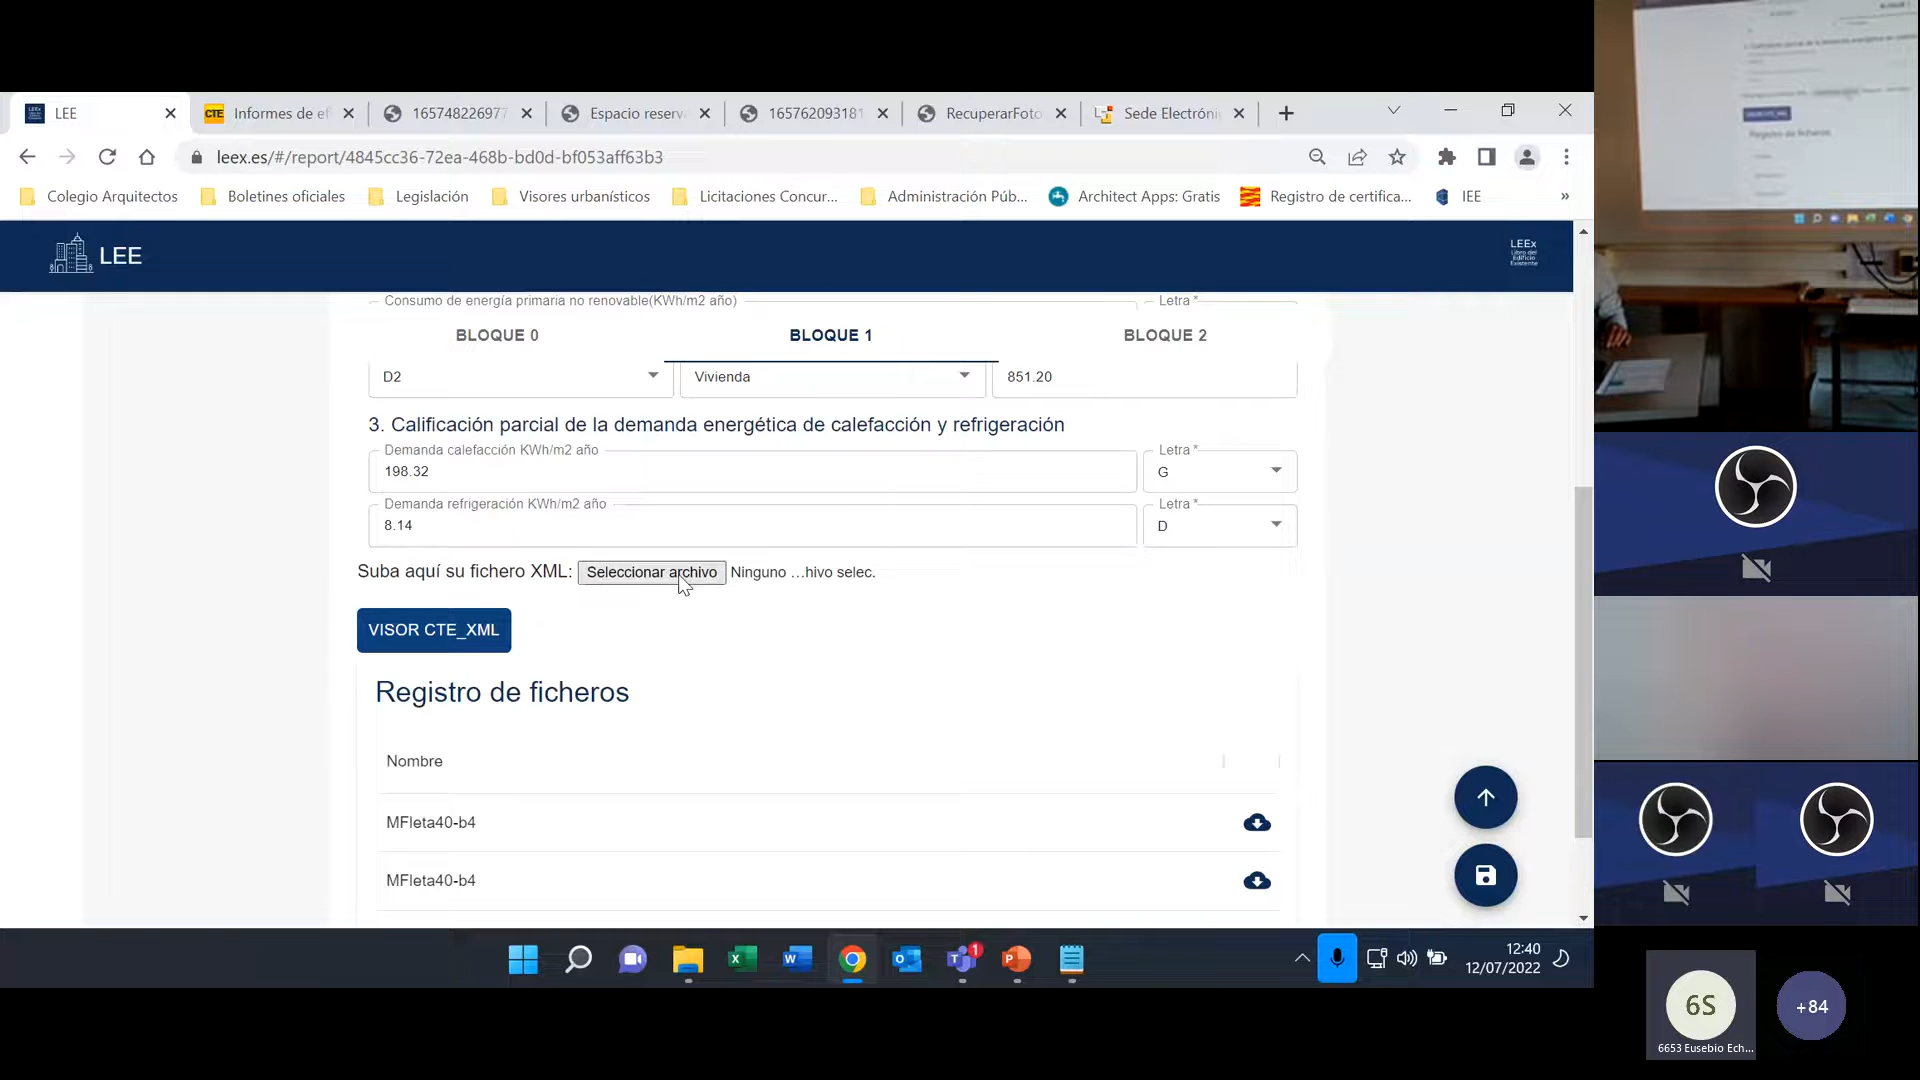 LEE
Informes de ef
165748226977
Espacio reserv
165762093181
RecuperarFoto
Sede Electróni
leex.es/#/report/4845cc36-72ea-468b-bd0d-bf053aff63b3
Colegio Arquitectos
Boletines oficiales
Legislación
Visores urbanísticos
Licitaciones Concur...
Administración Púb...
Architect Apps: Gratis
Registro de certifica...
IEE
»
LEE
LEEx
Libro del
Edificio
Existente
Consumo de energía primaria no renovable(KWh/m2 año)
Letra *
BLOQUE 0
BLOQUE 1
BLOQUE 2
D2
Vivienda
851.20
3. Calificación parcial de la demanda energética de calefacción y refrigeración
Demanda calefacción KWh/m2 año
Letra *
198.32
G
Demanda refrigeración KWh/m2 año
Letra *
8.14
D
Suba aquí su fichero XML: Seleccionar archivo Ninguno ...hivo selec.
VISOR CTE_XML
Registro de ficheros
Nombre
MFleta40-b4
MFleta40-b4
1
12:40
12/07/2022
6S
6653 Eusebio Ech...
+84